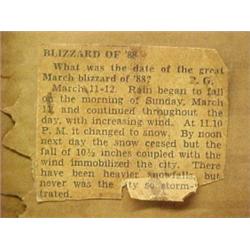 BLIZZARD OF '88
What was the date of the great
March blizzard of '88? R. G.
March 11-12. Rain began to fall
on the morning of Sunday, March
and continued throughout the
day, with increasing wind. At 11.10
P. M. it changed to snow. By noon
next day the snow ceased but the
fall of 10½ inches coupled with the
wind immobilized the city. There
have been heavier snowfalls, but
never was the city so storm-
trated.